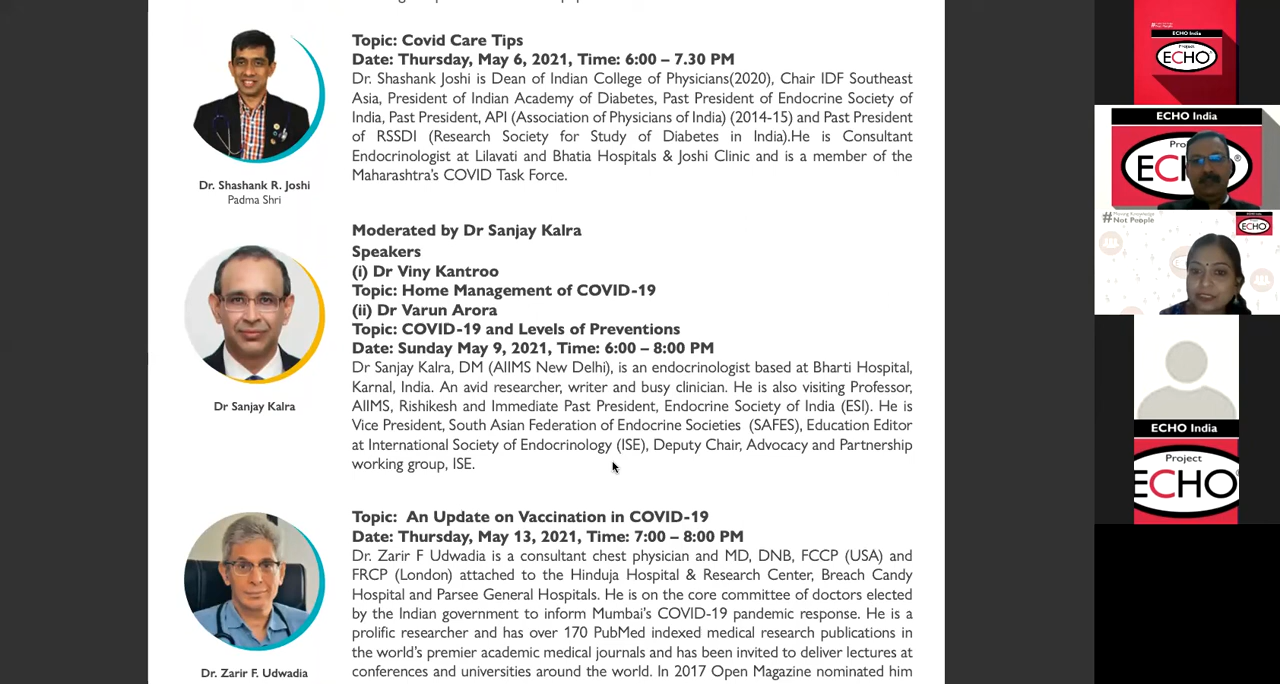 Topic: Covid Care Tips
Date: Thursday, May 6, 2021, Time: 6:00 – 7.30 PM
Dr. Shashank Joshi is Dean of Indian College of Physicians(2020), Chair IDF Southeast
Asia, President of Indian Academy of Diabetes, Past President of Endocrine Society of
India, Past President, API (Association of Physicians of India) (2014-15) and Past President
of RSSDI (Research Society for Study of Diabetes in India).He is Consultant
Endocrinologist at Lilavati and Bhatia Hospitals & Joshi Clinic and is a member of the
Maharashtra's COVID Task Force.
Dr. Shashank R. Joshi
Padma Shri
Moderated by Dr Sanjay Kalra
Speakers
(i) Dr Viny Kantroo
Topic: Home Management of COVID-19
(ii) Dr Varun Arora
Topic: COVID-19 and Levels of Preventions
Date: Sunday May 9, 2021, Time: 6:00 – 8:00 PM
Dr Sanjay Kalra, DM (AIIMS New Delhi), is an endocrinologist based at Bharti Hospital,
Karnal, India. An avid researcher, writer and busy clinician. He is also visiting Professor,
AIIMS, Rishikesh and Immediate Past President, Endocrine Society of India (ESI). He is
Vice President, South Asian Federation of Endocrine Societies (SAFES), Education Editor
at International Society of Endocrinology (ISE), Deputy Chair, Advocacy and Partnership
working group, ISE.
Dr Sanjay Kalra
Topic: An Update on Vaccination in COVID-19
Date: Thursday, May 13, 2021, Time: 7:00 – 8:00 PM
Dr. Zarir F Udwadia is a consultant chest physician and MD, DNB, FCCP (USA) and
FRCP (London) attached to the Hinduja Hospital & Research Center, Breach Candy
Hospital and Parsee General Hospitals. He is on the core committee of doctors elected
by the Indian government to inform Mumbai's COVID-19 pandemic response. He is a
prolific researcher and has over 170 PubMed indexed medical research publications in
the world's premier academic medical journals and has been invited to deliver lectures at
conferences and universities around the world. In 2017 Open Magazine nominated him
Dr. Zarir F. Udwadia
ECHO India
Project
ECHO
ECHO India
ECHO
#Moving Knowledge
Not People
ECHO
ECHO India
Project
ECHO